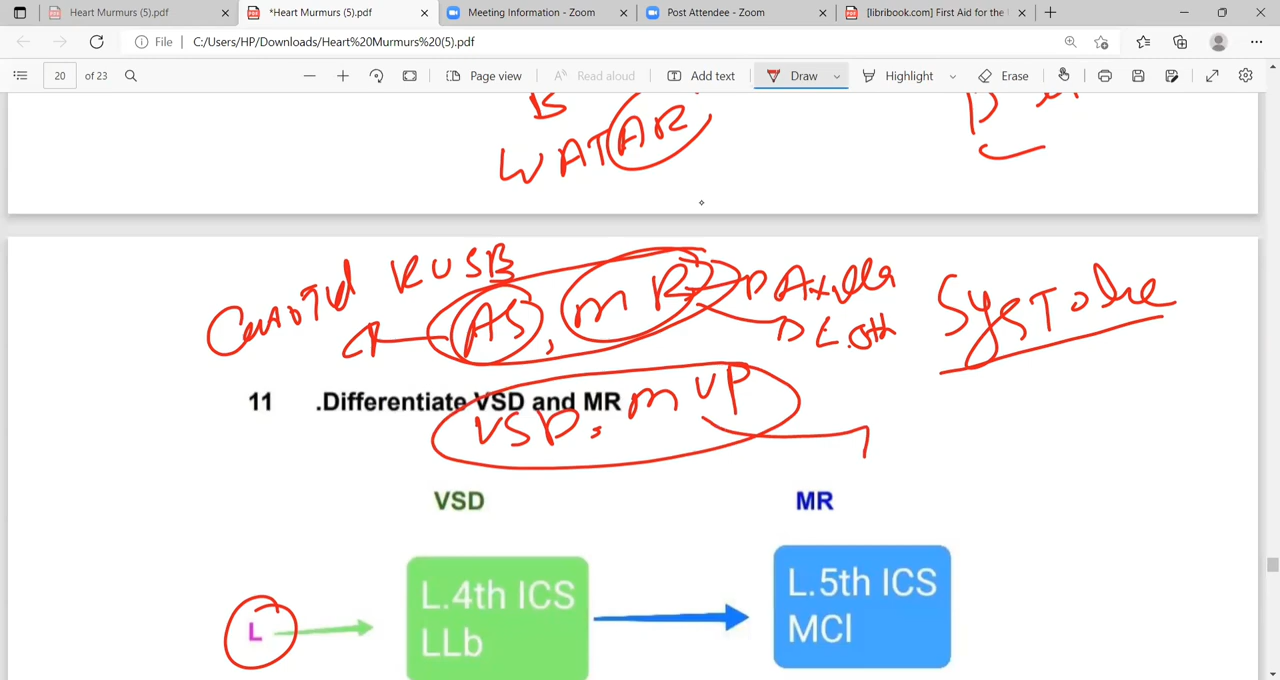 Heart Murmurs (5).pdf
*Heart Murmurs (5).pdf
Meeting Information - Zoom
Post Attendee - Zoom
[libribook.com] First Aid for the
File C:/Users/HP/Downloads/Heart%20Murmurs%20(5).pdf
20 of 23 Page view Read aloud Add text Draw Highlight Erase
B
WATAR
RUSB
AS, MR Axilla Systole
11 .Differentiate VSD and MR
VSD, MVP
VSD MR
L L.4th ICS L.5th ICS
LLb MCl